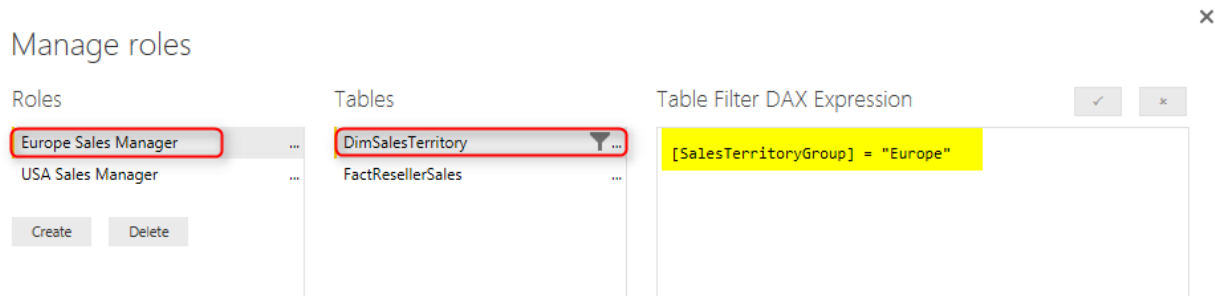 Manage roles
Roles
Tables
Table Filter DAX Expression
Europe Sales Manager ...
USA Sales Manager ...
Create Delete
DimSalesTerritory ...
FactResellerSales ...
[SalesTerritoryGroup] = "Europe"